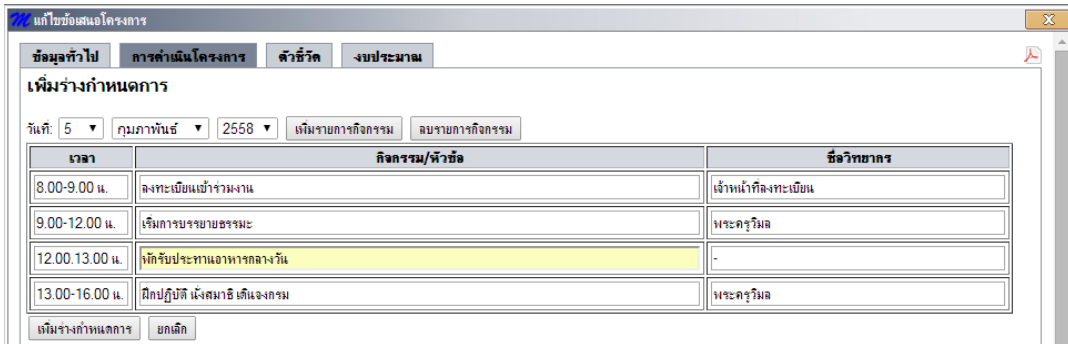 แก้ไขข้อเสนอโครงการ
ข้อมูลทั่วไป การดำเนินโครงการ ตัวชี้วัด งบประมาณ
เพิ่มร่างกำหนดการ
วันที่: 5 กุมภาพันธ์ 2558 เพิ่มรายการกิจกรรม ลบรายการกิจกรรม
เวลา กิจกรรม/หัวข้อ ชื่อวิทยากร
8.00-9.00 น. ลงทะเบียนเข้าร่วมงาน เจ้าหน้าที่ลงทะเบียน
9.00-12.00 น. เริ่มการบรรยายธรรมะ พระครูวิมล
12.00.13.00 น. พักรับประทานอาหารกลางวัน -
13.00-16.00 น. ฝึกปฏิบัติ นั่งสมาธิ เดินจงกรม พระครูวิมล
เพิ่มร่างกำหนดการ ยกเลิก